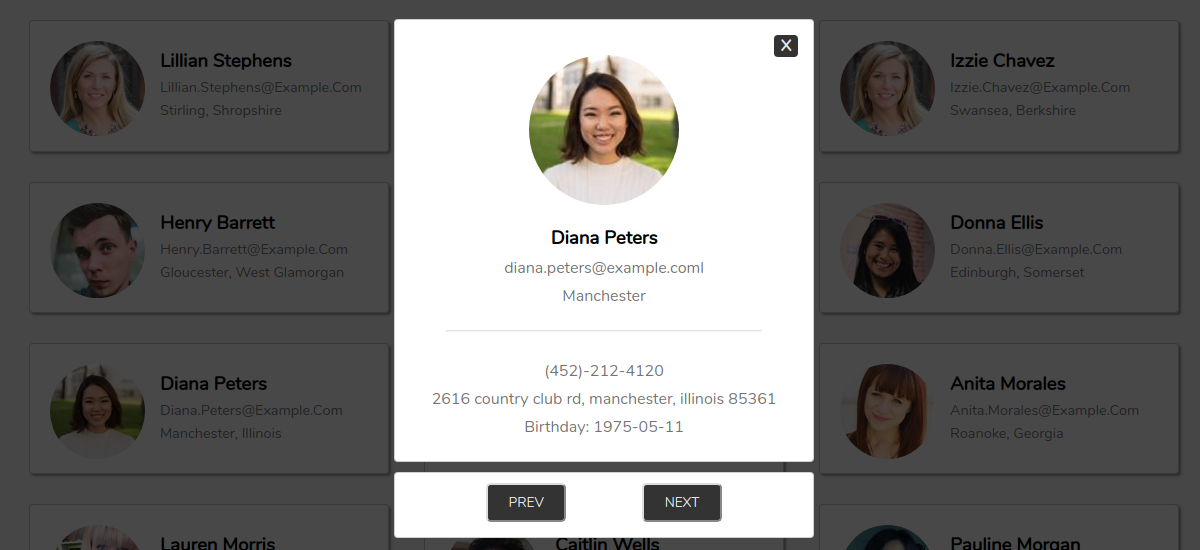 Lillian Stephens
Lillian.Stephens@Example.Com
Stirling, Shropshire
Henry Barrett
Henry.Barrett@Example.Com
Gloucester, West Glamorgan
Diana Peters
Diana.Peters@Example.Com
Manchester, Illinois
Lauren Morris
X
Diana Peters
diana.peters@example.coml
Manchester
(452)-212-4120
2616 country club rd, manchester, illinois 85361
Birthday: 1975-05-11
PREV NEXT
Caitlin Wells
Izzie Chavez
Izzie.Chavez@Example.Com
Swansea, Berkshire
Donna Ellis
Donna.Ellis@Example.Com
Edinburgh, Somerset
Anita Morales
Anita.Morales@Example.Com
Roanoke, Georgia
Pauline Morgan